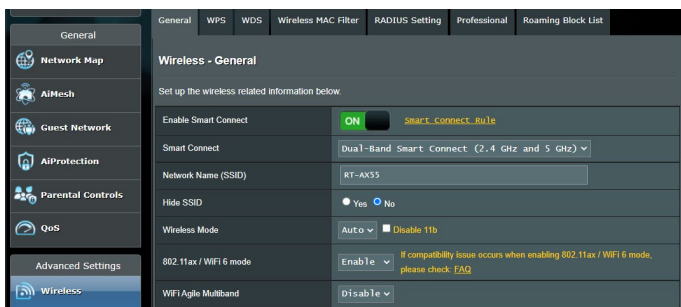 General WPS WDS Wireless MAC Filter RADIUS Setting Professional Roaming Block List
General
Network Map
AiMesh
Guest Network
AiProtection
Parental Controls
QoS
Advanced Settings
Wireless
Wireless - General
Set up the wireless related information below.
Enable Smart Connect ON Smart Connect Rule
Smart Connect Dual-Band Smart Connect (2.4 GHz and 5 GHz)
Network Name (SSID) RT-AX55
Hide SSID Yes No
Wireless Mode Auto Disable 11b
802.11ax / WiFi 6 mode Enable If compatibility issue occurs when enabling 802.11ax / WiFi 6 mode,
please check: FAQ
WiFi Agile Multiband Disable